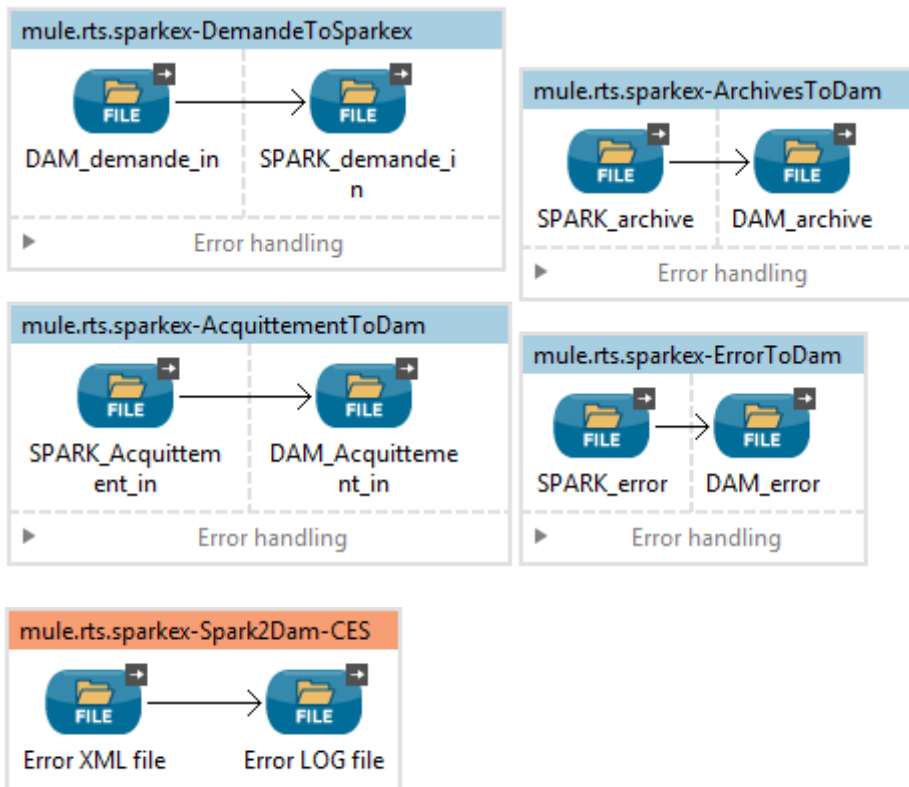 mule.rts.sparkex-DemandeToSparkex
FILE
FILE
DAM_demande_in
SPARK_demande_i
n
Error handling
mule.rts.sparkex-ArchivesToDam
FILE
FILE
SPARK_archive
DAM_archive
Error handling
mule.rts.sparkex-AcquittementToDam
FILE
FILE
SPARK_Acquittem
ent_in
DAM_Acquitteme
nt_in
Error handling
mule.rts.sparkex-ErrorToDam
FILE
FILE
SPARK_error
DAM_error
Error handling
mule.rts.sparkex-Spark2Dam-CES
FILE
FILE
Error XML file
Error LOG file